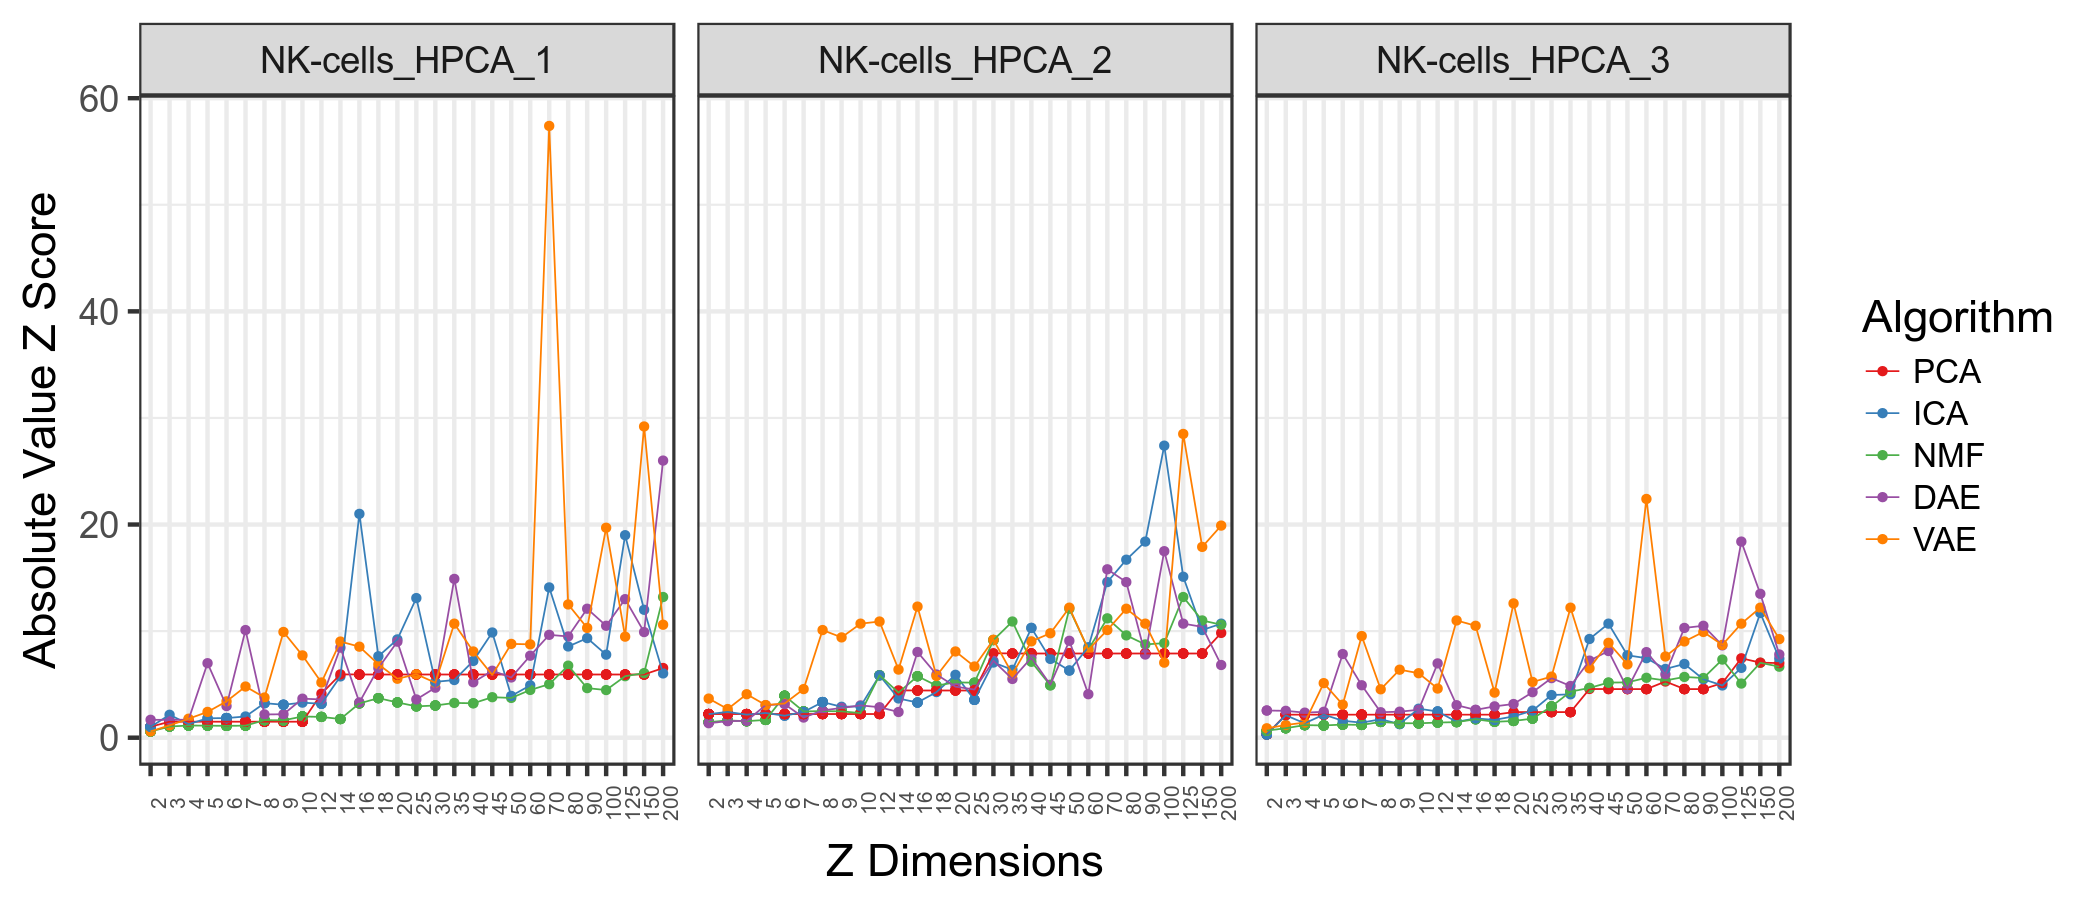 NK-cells_HPCA_1 NK-cells_HPCA_2 NK-cells_HPCA_3
Absolute Value Z Score
60
40
20
0
2 3 4 5 6 7 8 9 10 12 14 16 18 20 25 30 35 40 45 50 60 70 80 90 100 125 150 200
2 3 4 5 6 7 8 9 10 12 14 16 18 20 25 30 35 40 45 50 60 70 80 90 100 125 150 200
2 3 4 5 6 7 8 9 10 12 14 16 18 20 25 30 35 40 45 50 60 70 80 90 100 125 150 200
Z Dimensions
Algorithm
PCA
ICA
NMF
DAE
VAE